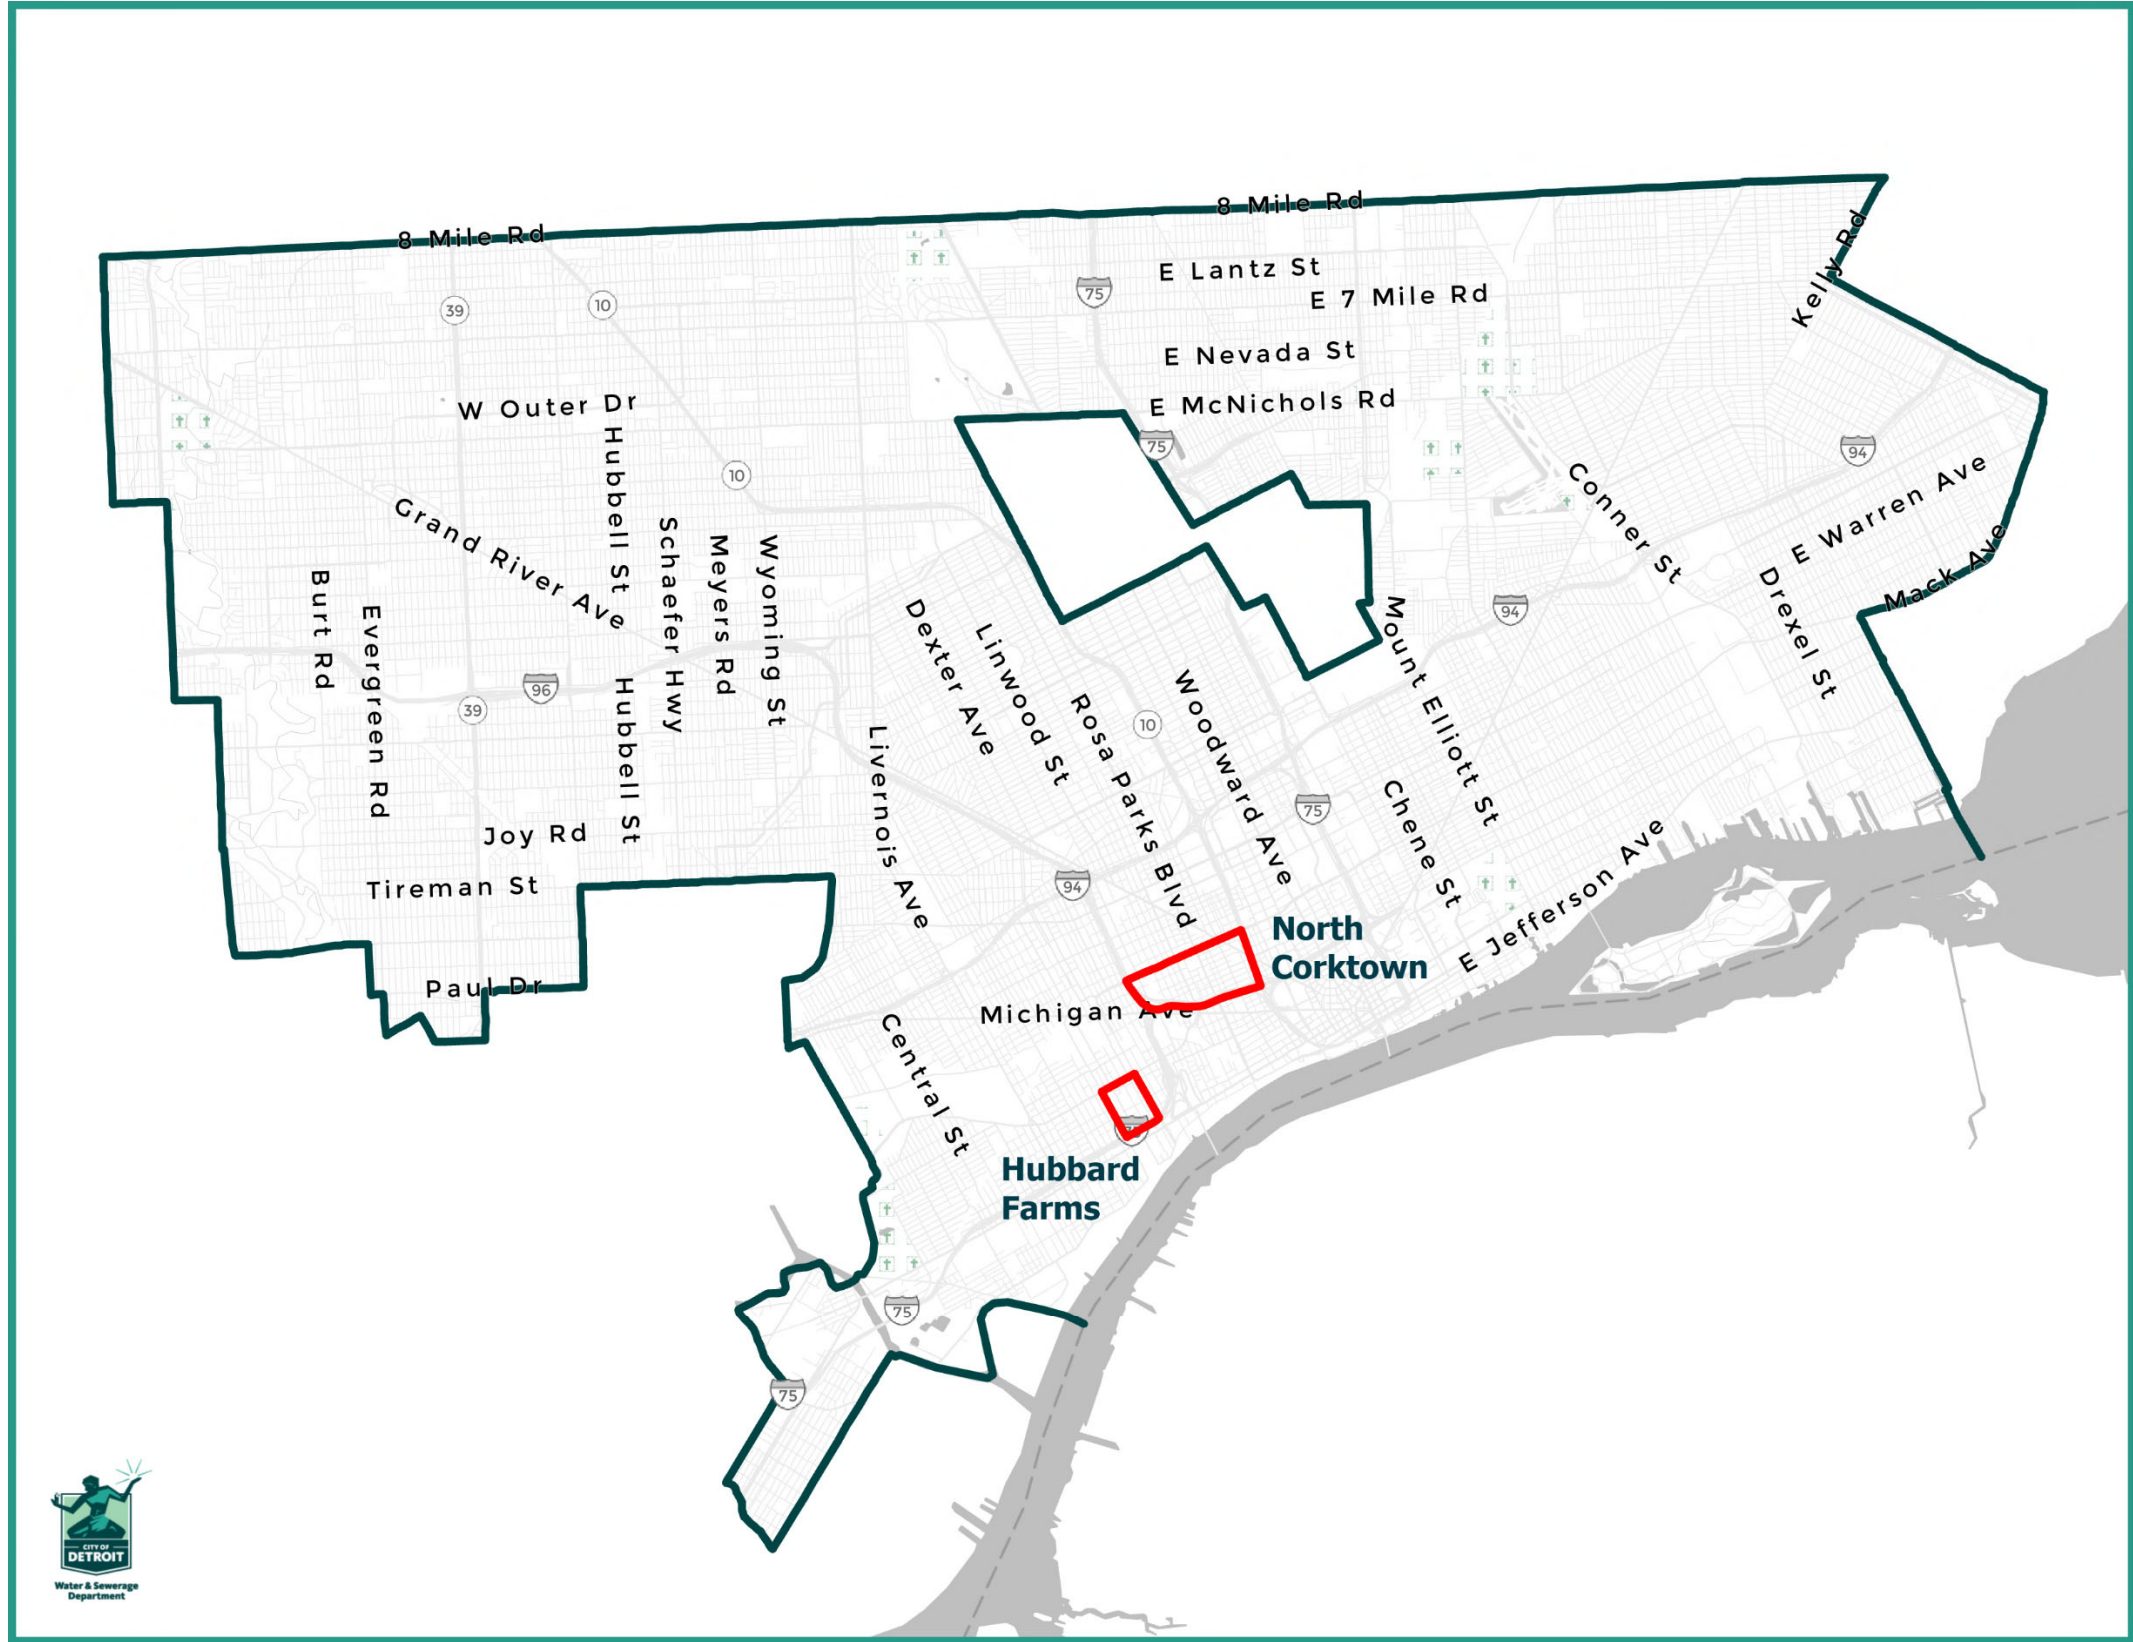 8 Mile Rd
8 Mile Rd
Kelly Rd
E Lantz St
75
E 7 Mile Rd
39
10
E Nevada St
E McNichols Rd
W Outer Dr
75
94
10
Hubbell St
Grand River Ave
Conner St
E Warren Ave
Mack Ave
Schaefer Hwy
Meyers Rd
Wyoming St
Burt Rd
Evergreen Rd
Drexel St
94
Dexter Ave
Linwood St
Mount Elliott St
Woodward Ave
Rosa Parks Blvd
96
39
Hubbell St
10
Livernois Ave
75
Chene St
Joy Rd
Tireman St
94
E Jefferson Ave
North
Corktown
Paul Dr
Michigan Ave
Central St
Hubbard
Farms
75
75
CITY OF
DETROIT
Water & Sewerage
Department